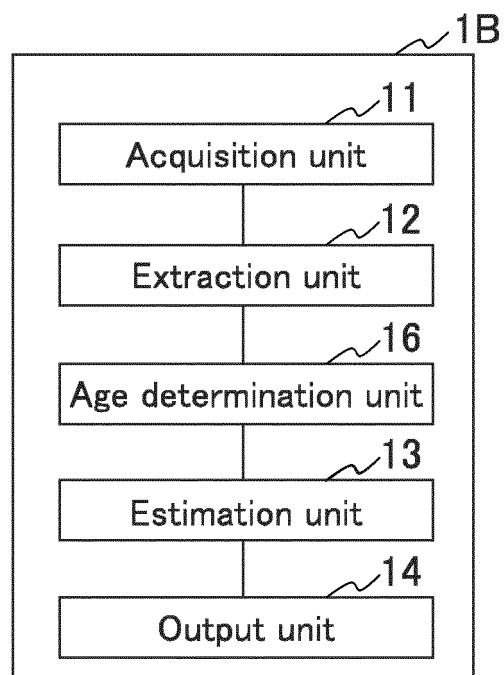 1B
11
Acquisition unit
12
Extraction unit
16
Age determination unit
13
Estimation unit
14
Output unit